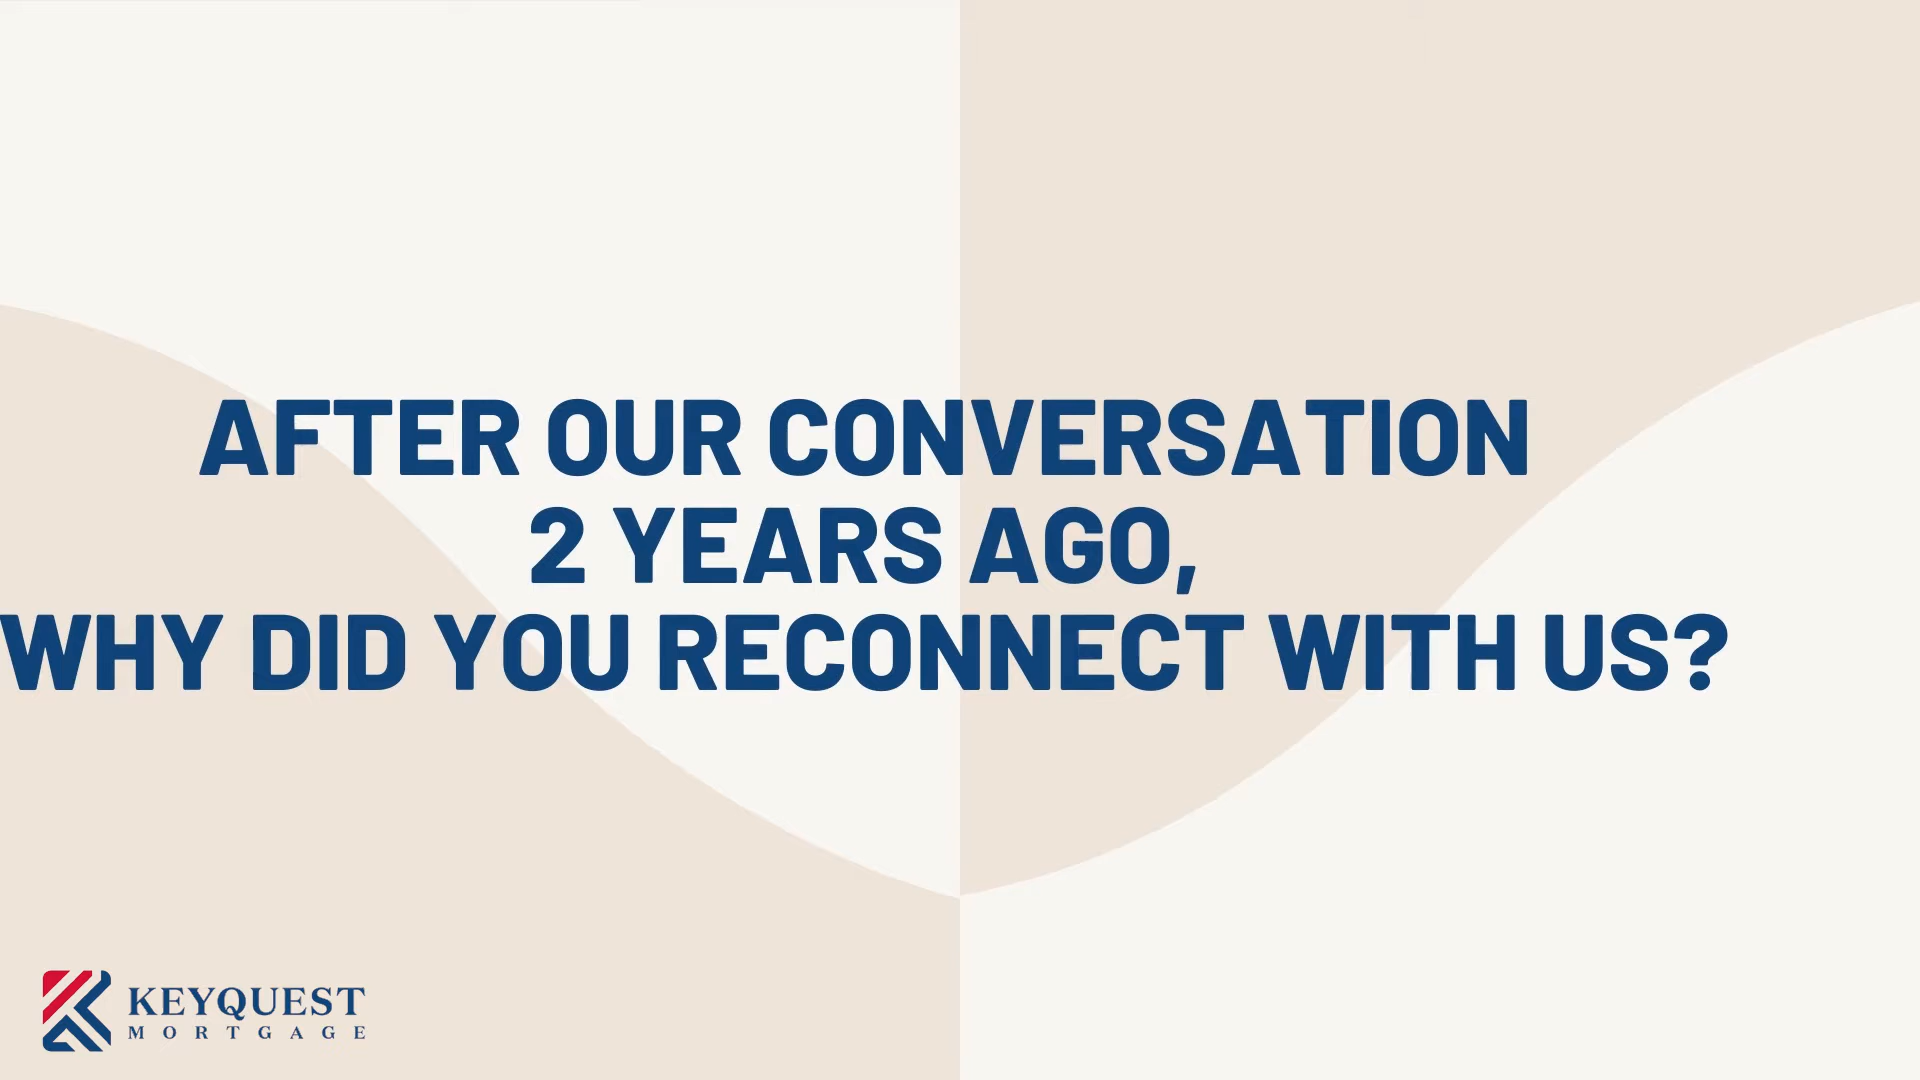 AFTER OUR CONVERSATION
2 YEARS AGO,
WHY DID YOU RECONNECT WITH US?
KEYQUEST
MORTGAGE